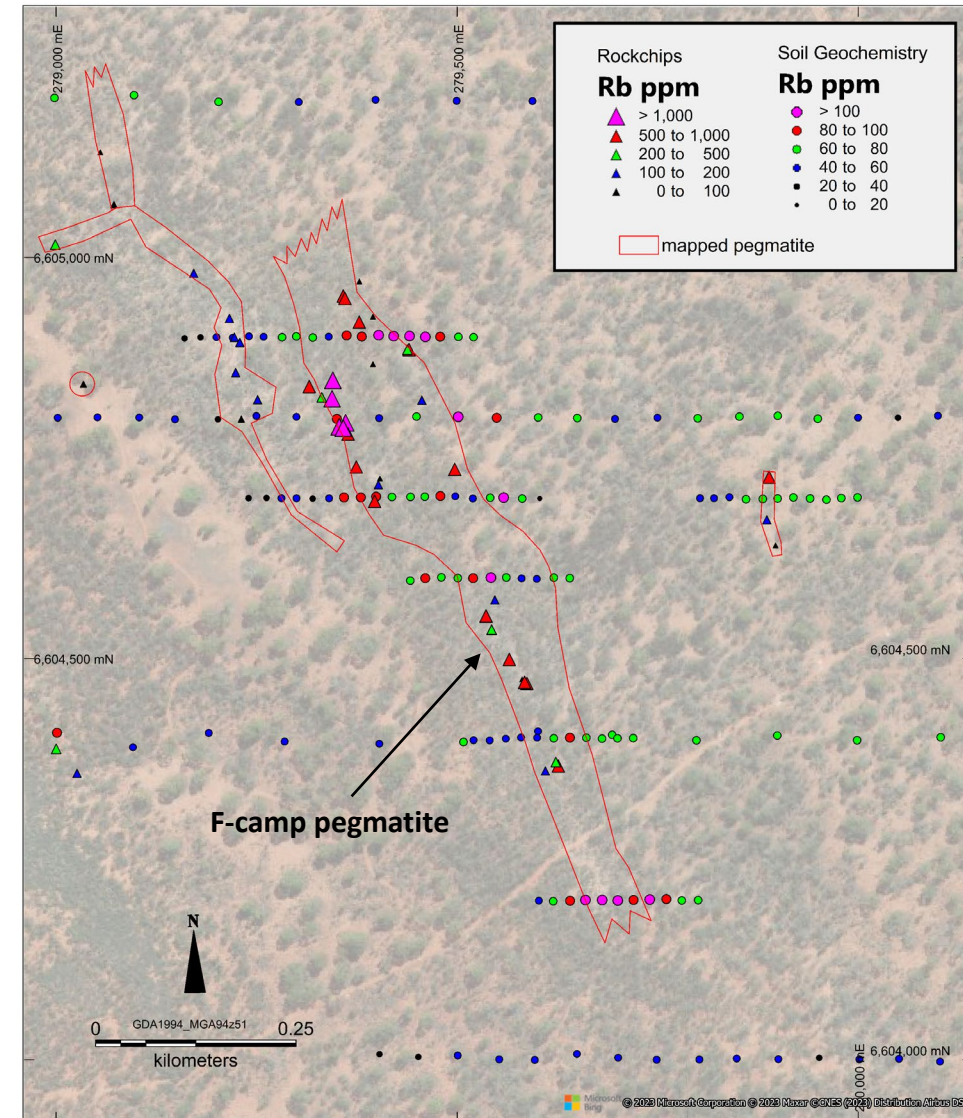 279,000 mE
279,500 mE
Rockchips
Rb ppm
> 1,000
500 to 1,000
200 to 500
100 to 200
0 to 100
Soil Geochemistry
Rb ppm
> 100
80 to 100
60 to 80
40 to 60
20 to 40
0 to 20
mapped pegmatite
6,605,000 mN
6,604,500 mN
6,604,500 mN
F-camp pegmatite
N
GDA1994_MGA94z51
0 0.25
kilometers
6,604,000 mN
000 mE
Microsoft
Bing
© 2023 Microsoft Corporation © 2023 Maxar ©CNES (2023) Distribution Airbus DS